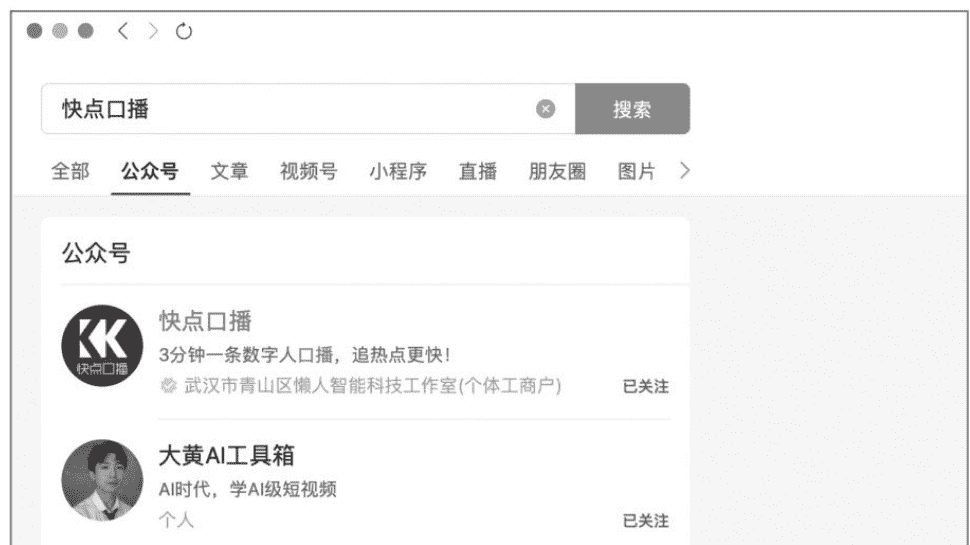 快点口播
搜索
全部 公众号 文章 视频号 小程序 直播 朋友圈 图片
公众号
快点口播
快点口播
3分钟一条数字人口播，追热点更快！
武汉市青山区懒人智能科技工作室(个体工商户) 已关注
大黄AI工具箱
AI时代，学AI级短视频
个人 已关注